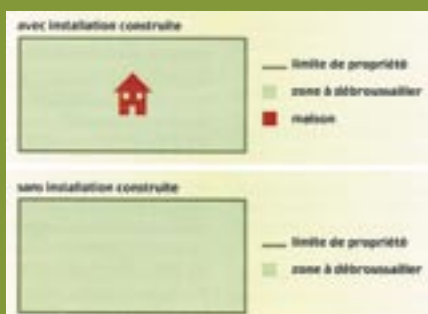 avec installation construite
limite de propriété
zone à débroussailler
maison
sans installation construite
limite de propriété
zone à débroussailler